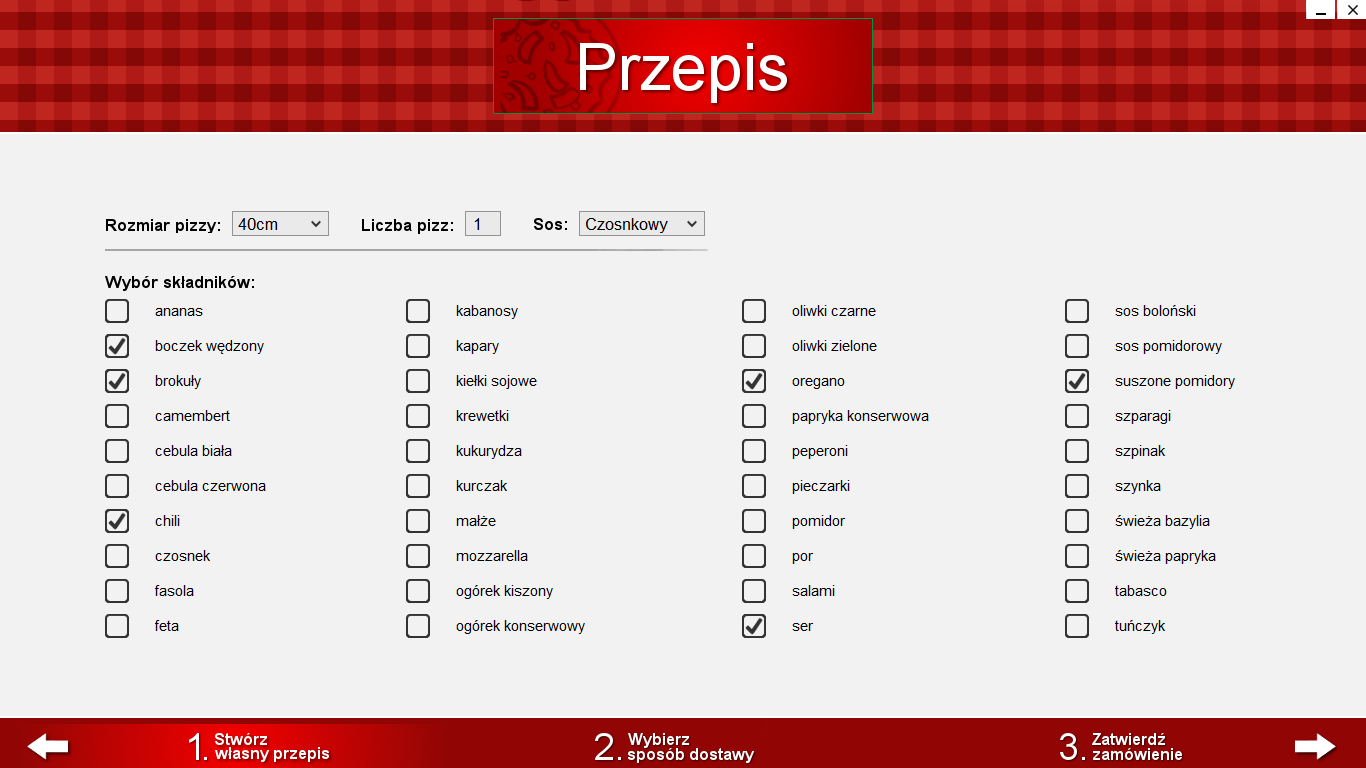 Przepis
Rozmiar pizzy: 40cm Liczba pizz: 1 Sos: Czosnkowy
Wybór składników:
ananas kabanosy oliwki czarne sos boloński
boczek wędzony kapary oliwki zielone sos pomidorowy
brokuły kiełki sojowe oregano suszone pomidory
camembert krewetki papryka konserwowa szparagi
cebula biała kukurydza peperoni szpinak
cebula czerwona kurczak pieczarki szynka
chili małże pomidor świeża bazylia
czosnek mozzarella por świeża papryka
fasola ogórek kiszony salami tabasco
feta ogórek konserwowy ser tuńczyk
1. Stwórz
własny przepis
2. Wybierz
sposób dostawy
3. Zatwierdź
zamówienie